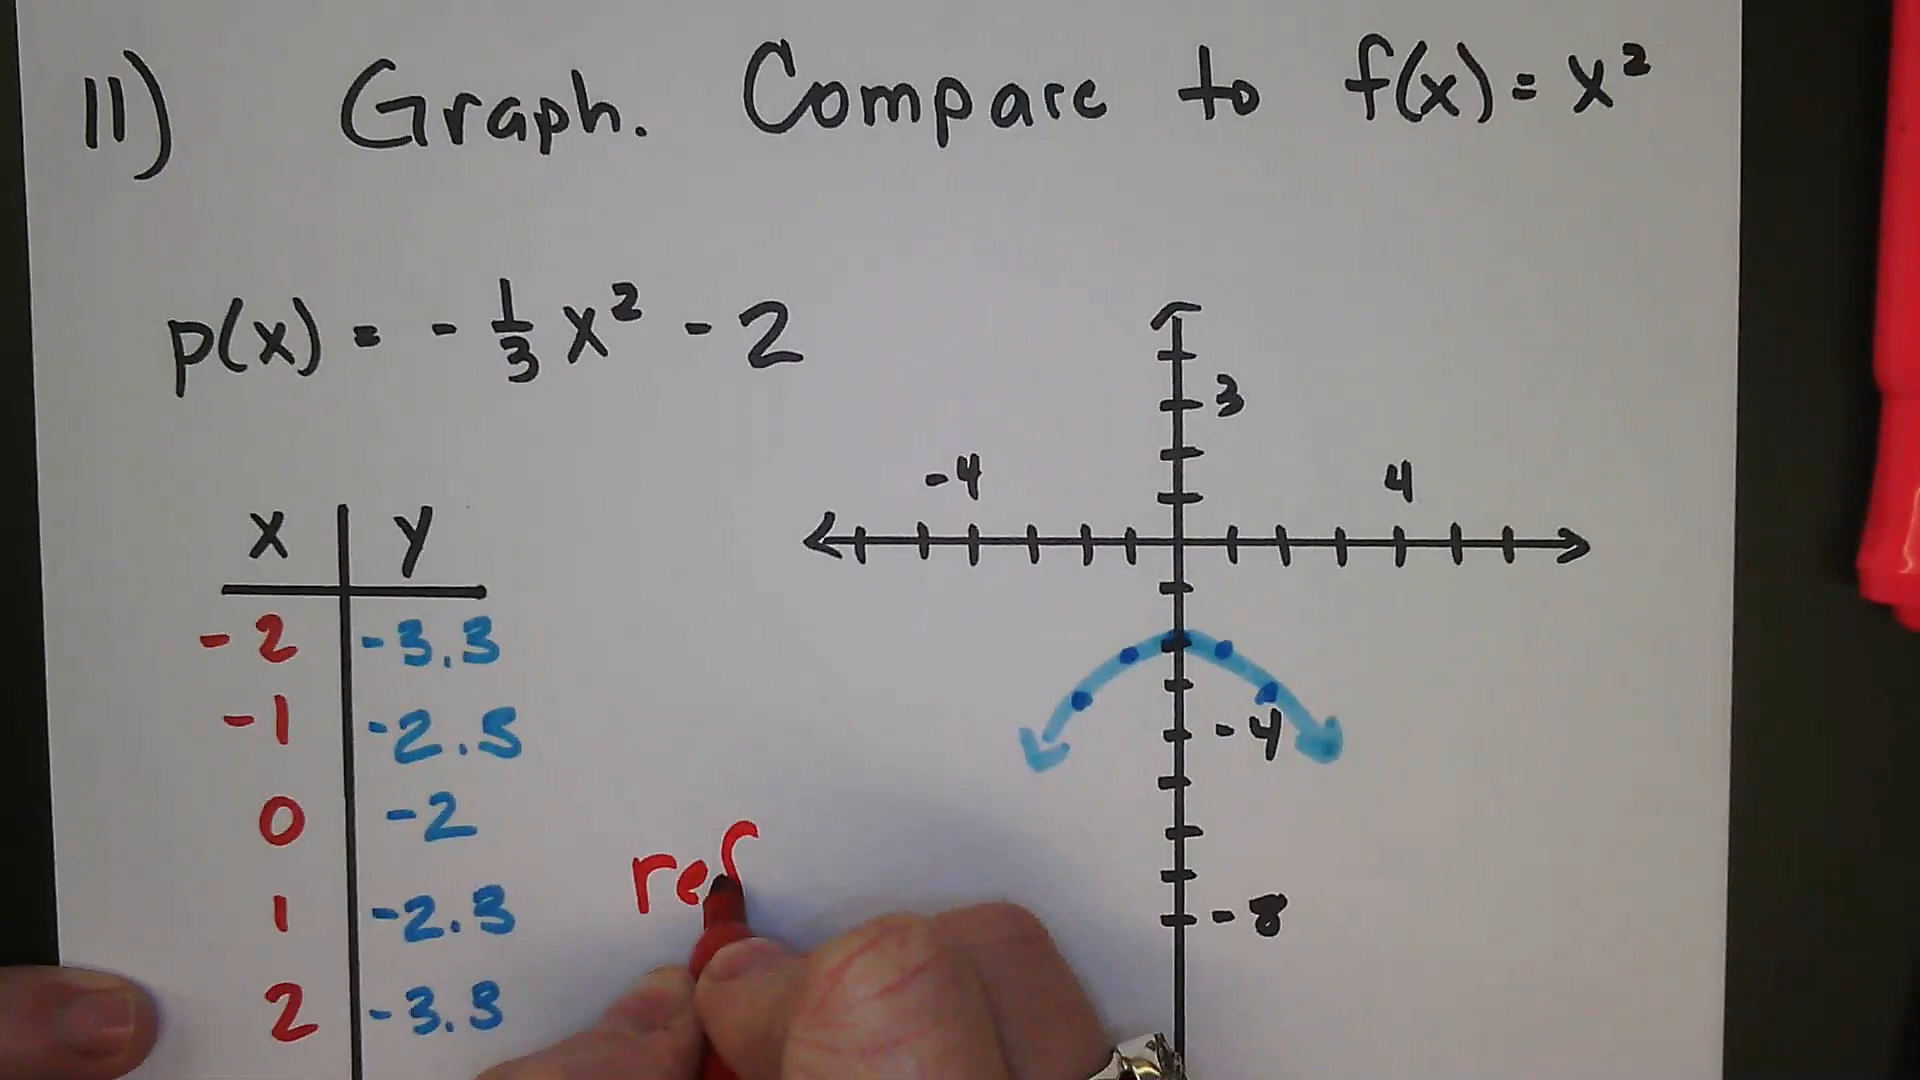 11) Graph. Compare to f(x) = x²
p(x) = - 1/3 x² - 2
x y
-2 -3.3
-1 -2.3
0 -2
1 -2.3
2 -3.3
ref
3
-4 4
-4
-8